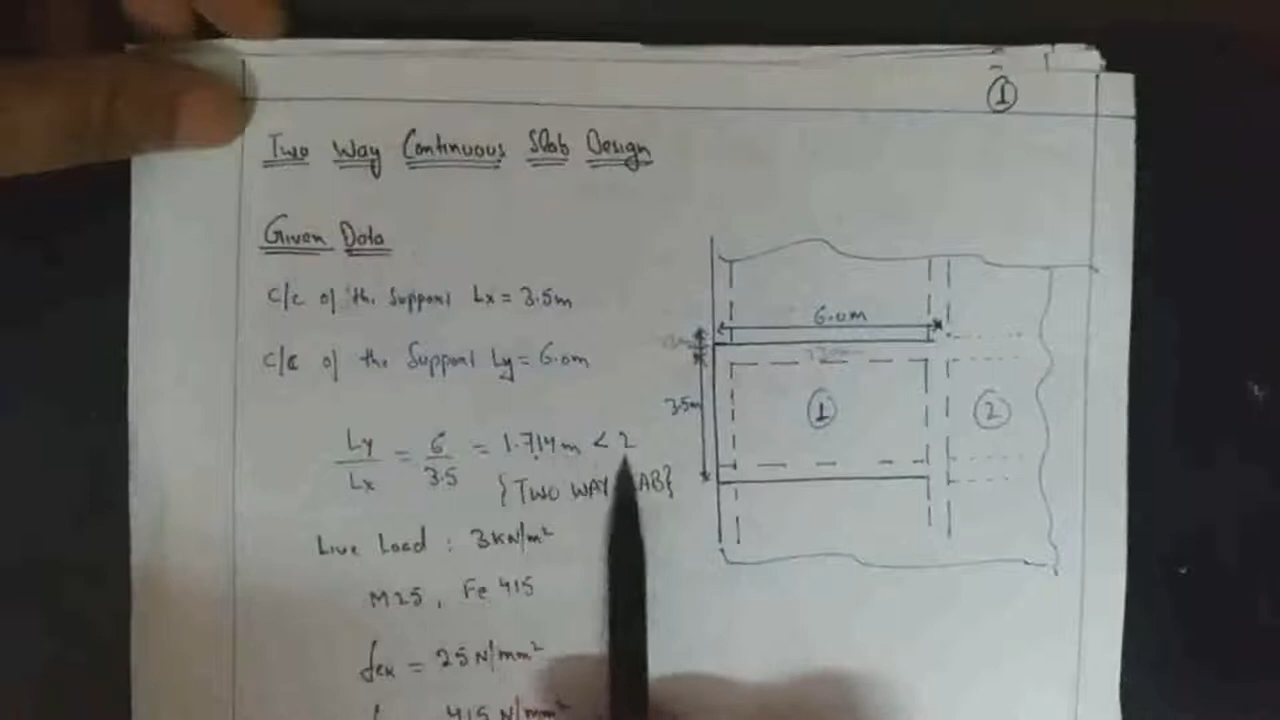 ①
Two Way Continuous Slab Design
Given Data
c/c of the Support Lx = 3.5m
c/c of the Support Ly = 6.0m
Ly/Lx = 6/3.5 = 1.714m < 2
{TWO WAY AB}
Live Load : 3kN/m²
M25, Fe 415
fck = 25N/mm²
415 N/mm²
6.0m
3.5m
①
②